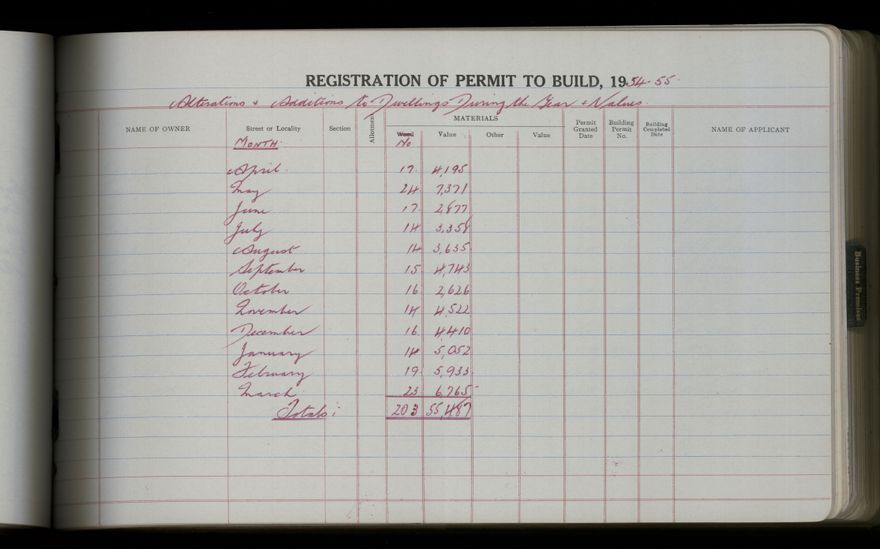 REGISTRATION OF PERMIT TO BUILD, 1954-55.
Alterations & Additions to Dwellings During the Year & Values.
NAME OF OWNER Street or Locality Section Allotment MATERIALS Permit Granted Date Building Permit No. Building Completed Date NAME OF APPLICANT
Wood Value Other Value
MONTH. No
April 17. 4,195
May 24 7,371
June 17. 2,877
July 14 3,358
August 14 3,635.
September 15 4,743
October 16 2,626
November 14 4,522
December 16 4,410
January 14 5,052
February 19. 5,933.
March 23 6,765
Totals: 203 55,487
Business Premises